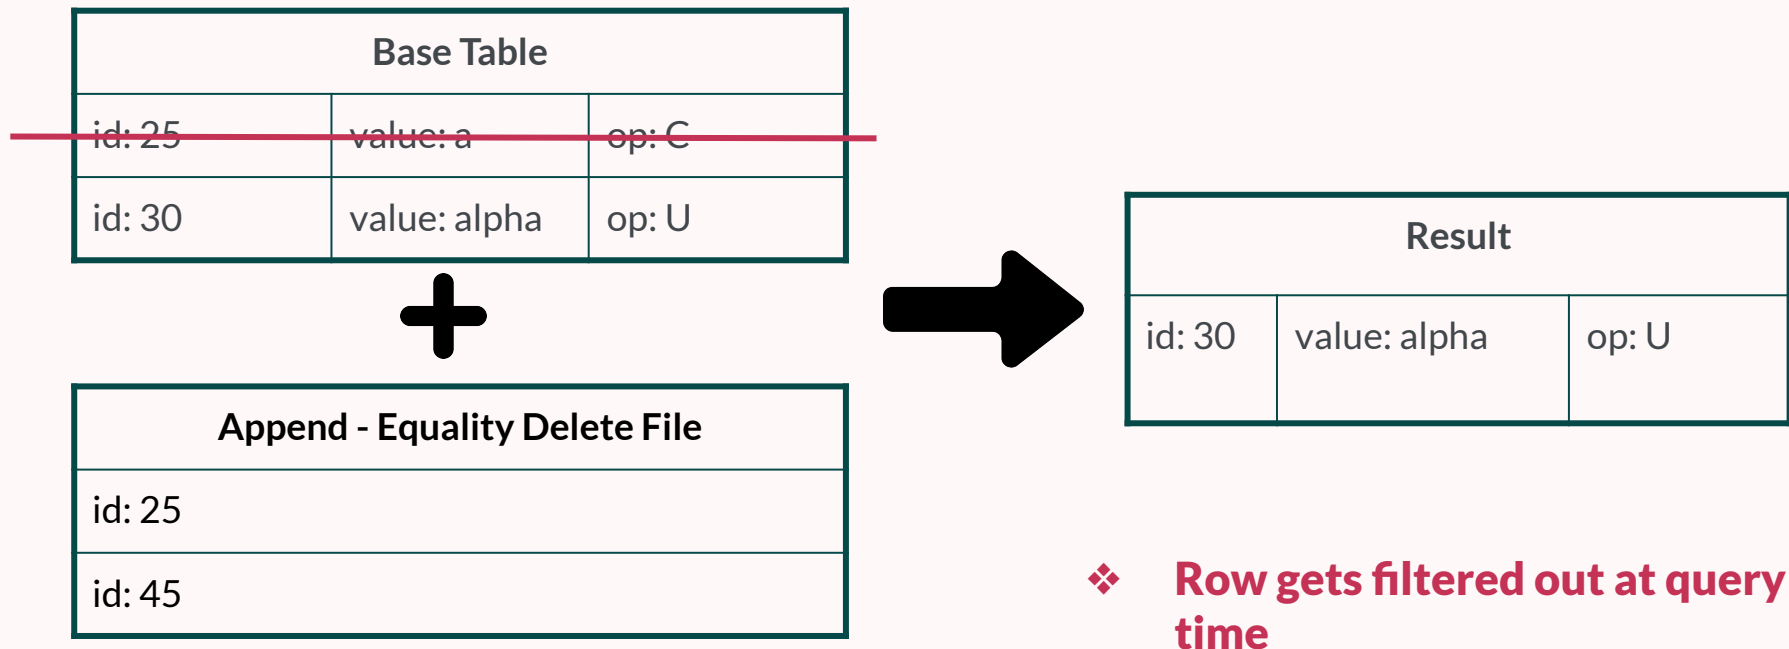 Base Table
id: 25 value: a op: C
id: 30 value: alpha op: U
Append - Equality Delete File
id: 25
id: 45
Result
id: 30 value: alpha op: U
❖ Row gets filtered out at query
time